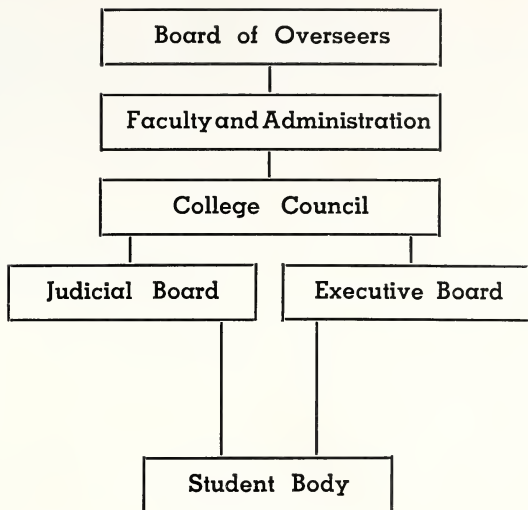 Board of Overseers
Faculty and Administration
College Council
Judicial Board
Executive Board
Student Body